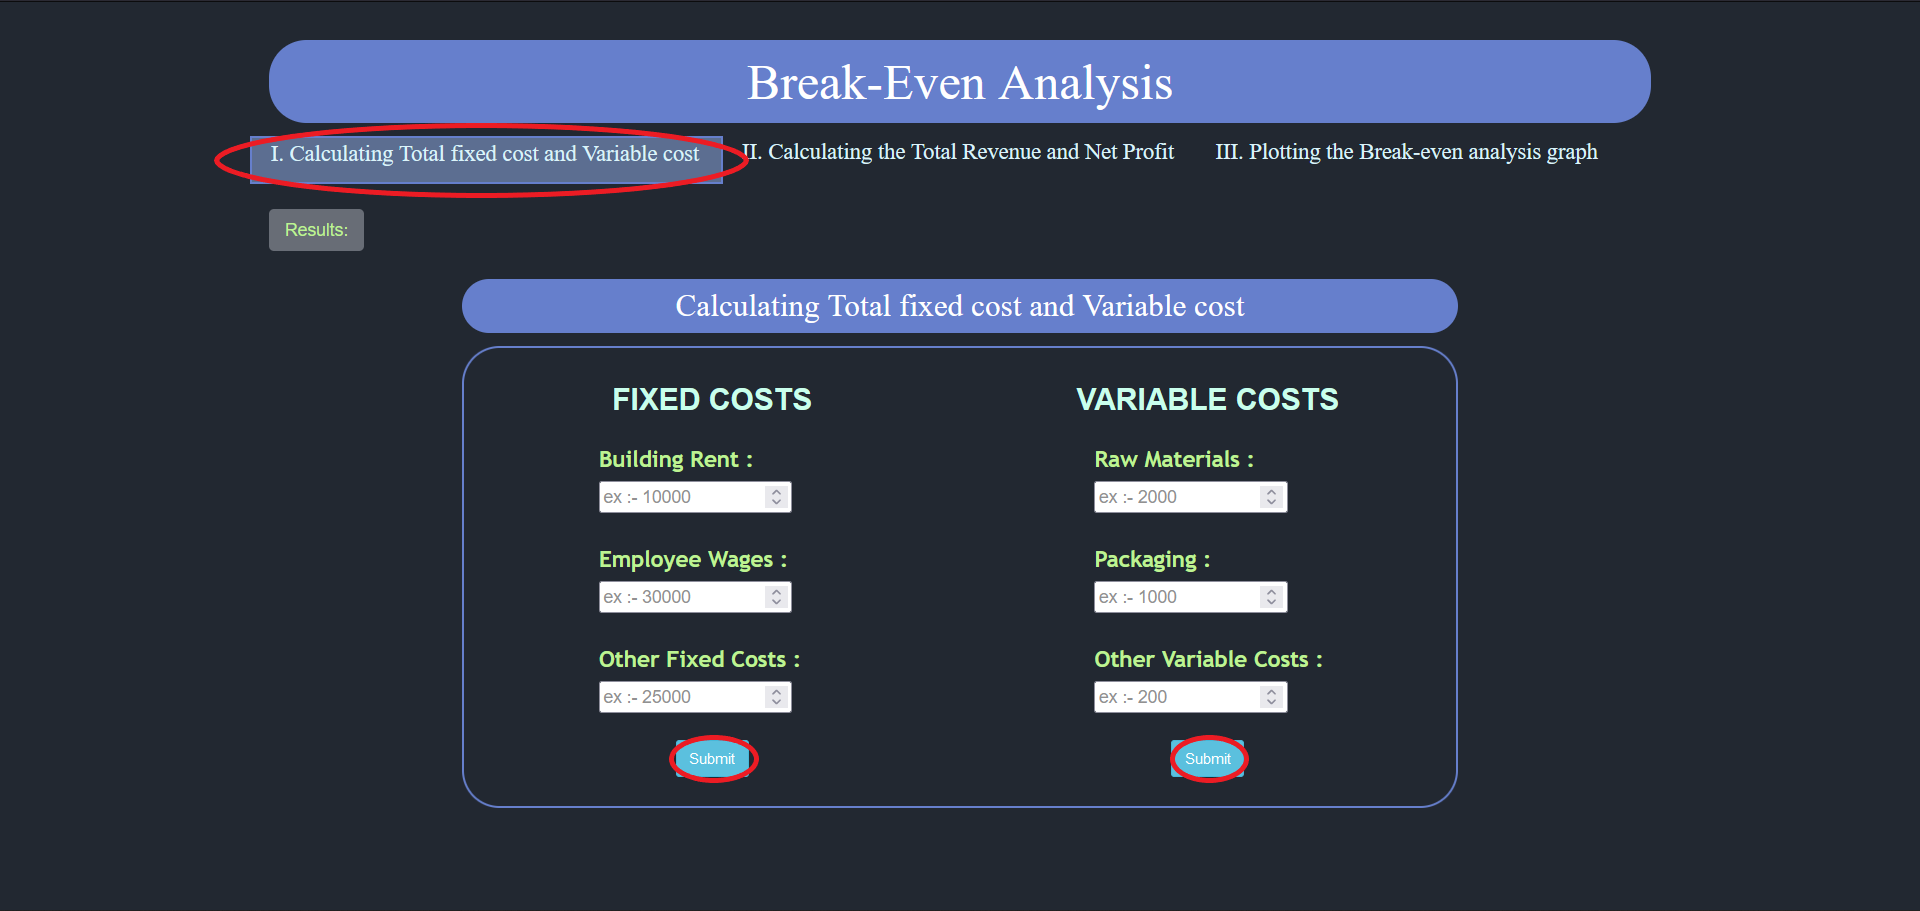 Break-Even Analysis
I. Calculating Total fixed cost and Variable cost
II. Calculating the Total Revenue and Net Profit
III. Plotting the Break-even analysis graph
Results:
Calculating Total fixed cost and Variable cost
FIXED COSTS
Building Rent :
ex :- 10000
Employee Wages :
ex :- 30000
Other Fixed Costs :
ex :- 25000
Submit
VARIABLE COSTS
Raw Materials :
ex :- 2000
Packaging :
ex :- 1000
Other Variable Costs :
ex :- 200
Submit